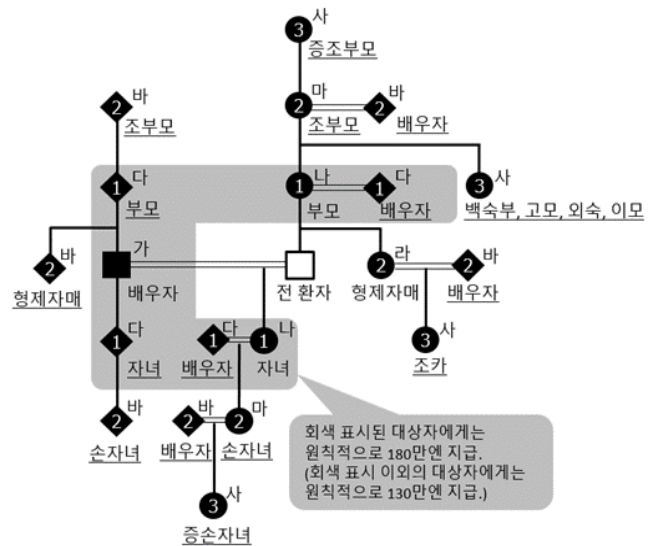 3 사
증조부모
2 바
조부모
2 마
조부모
2 바
배우자
1 다
부모
1 나
부모
1 다
배우자
3 사
백숙부, 고모, 외숙, 이모
2 바
형제자매
가
배우자
전 환자
2 라
형제자매
2 바
배우자
1 다
자녀
1 다
배우자
1 나
자녀
3 사
조카
2 바
손자녀
2 바
배우자
2 마
손자녀
3 사
증손자녀
회색 표시된 대상자에게는
원칙적으로 180만엔 지급.
(회색 표시 이외의 대상자에게는
원칙적으로 130만엔 지급.)